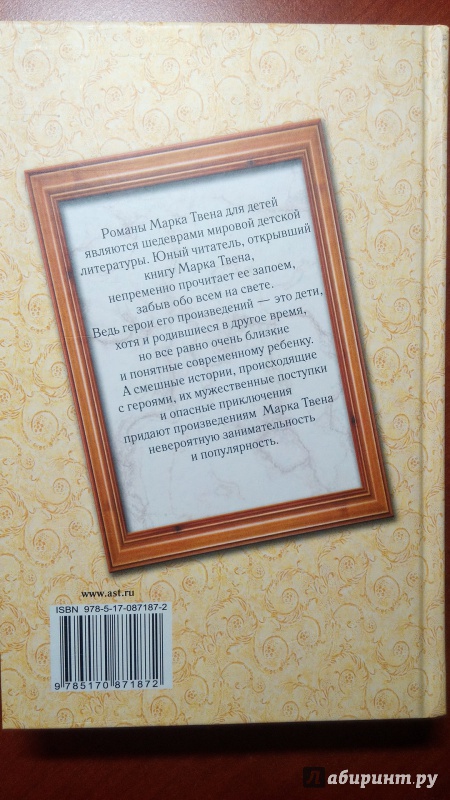 Романы Марка Твена для детей
являются шедеврами мировой детской
литературы. Юный читатель, открывший
книгу Марка Твена,
непременно прочитает ее запоем,
забыв обо всем на свете.
Ведь герои его произведений — это дети,
хотя и родившиеся в другое время,
но все равно очень близкие
и понятные современному ребенку.
А смешные истории, происходящие
с героями, их мужественные поступки
и опасные приключения
придают произведениям Марка Твена
невероятную занимательность
и популярность.
www.ast.ru
ISBN 978-5-17-087187-2
9 785170 871872
Лабиринт.ру